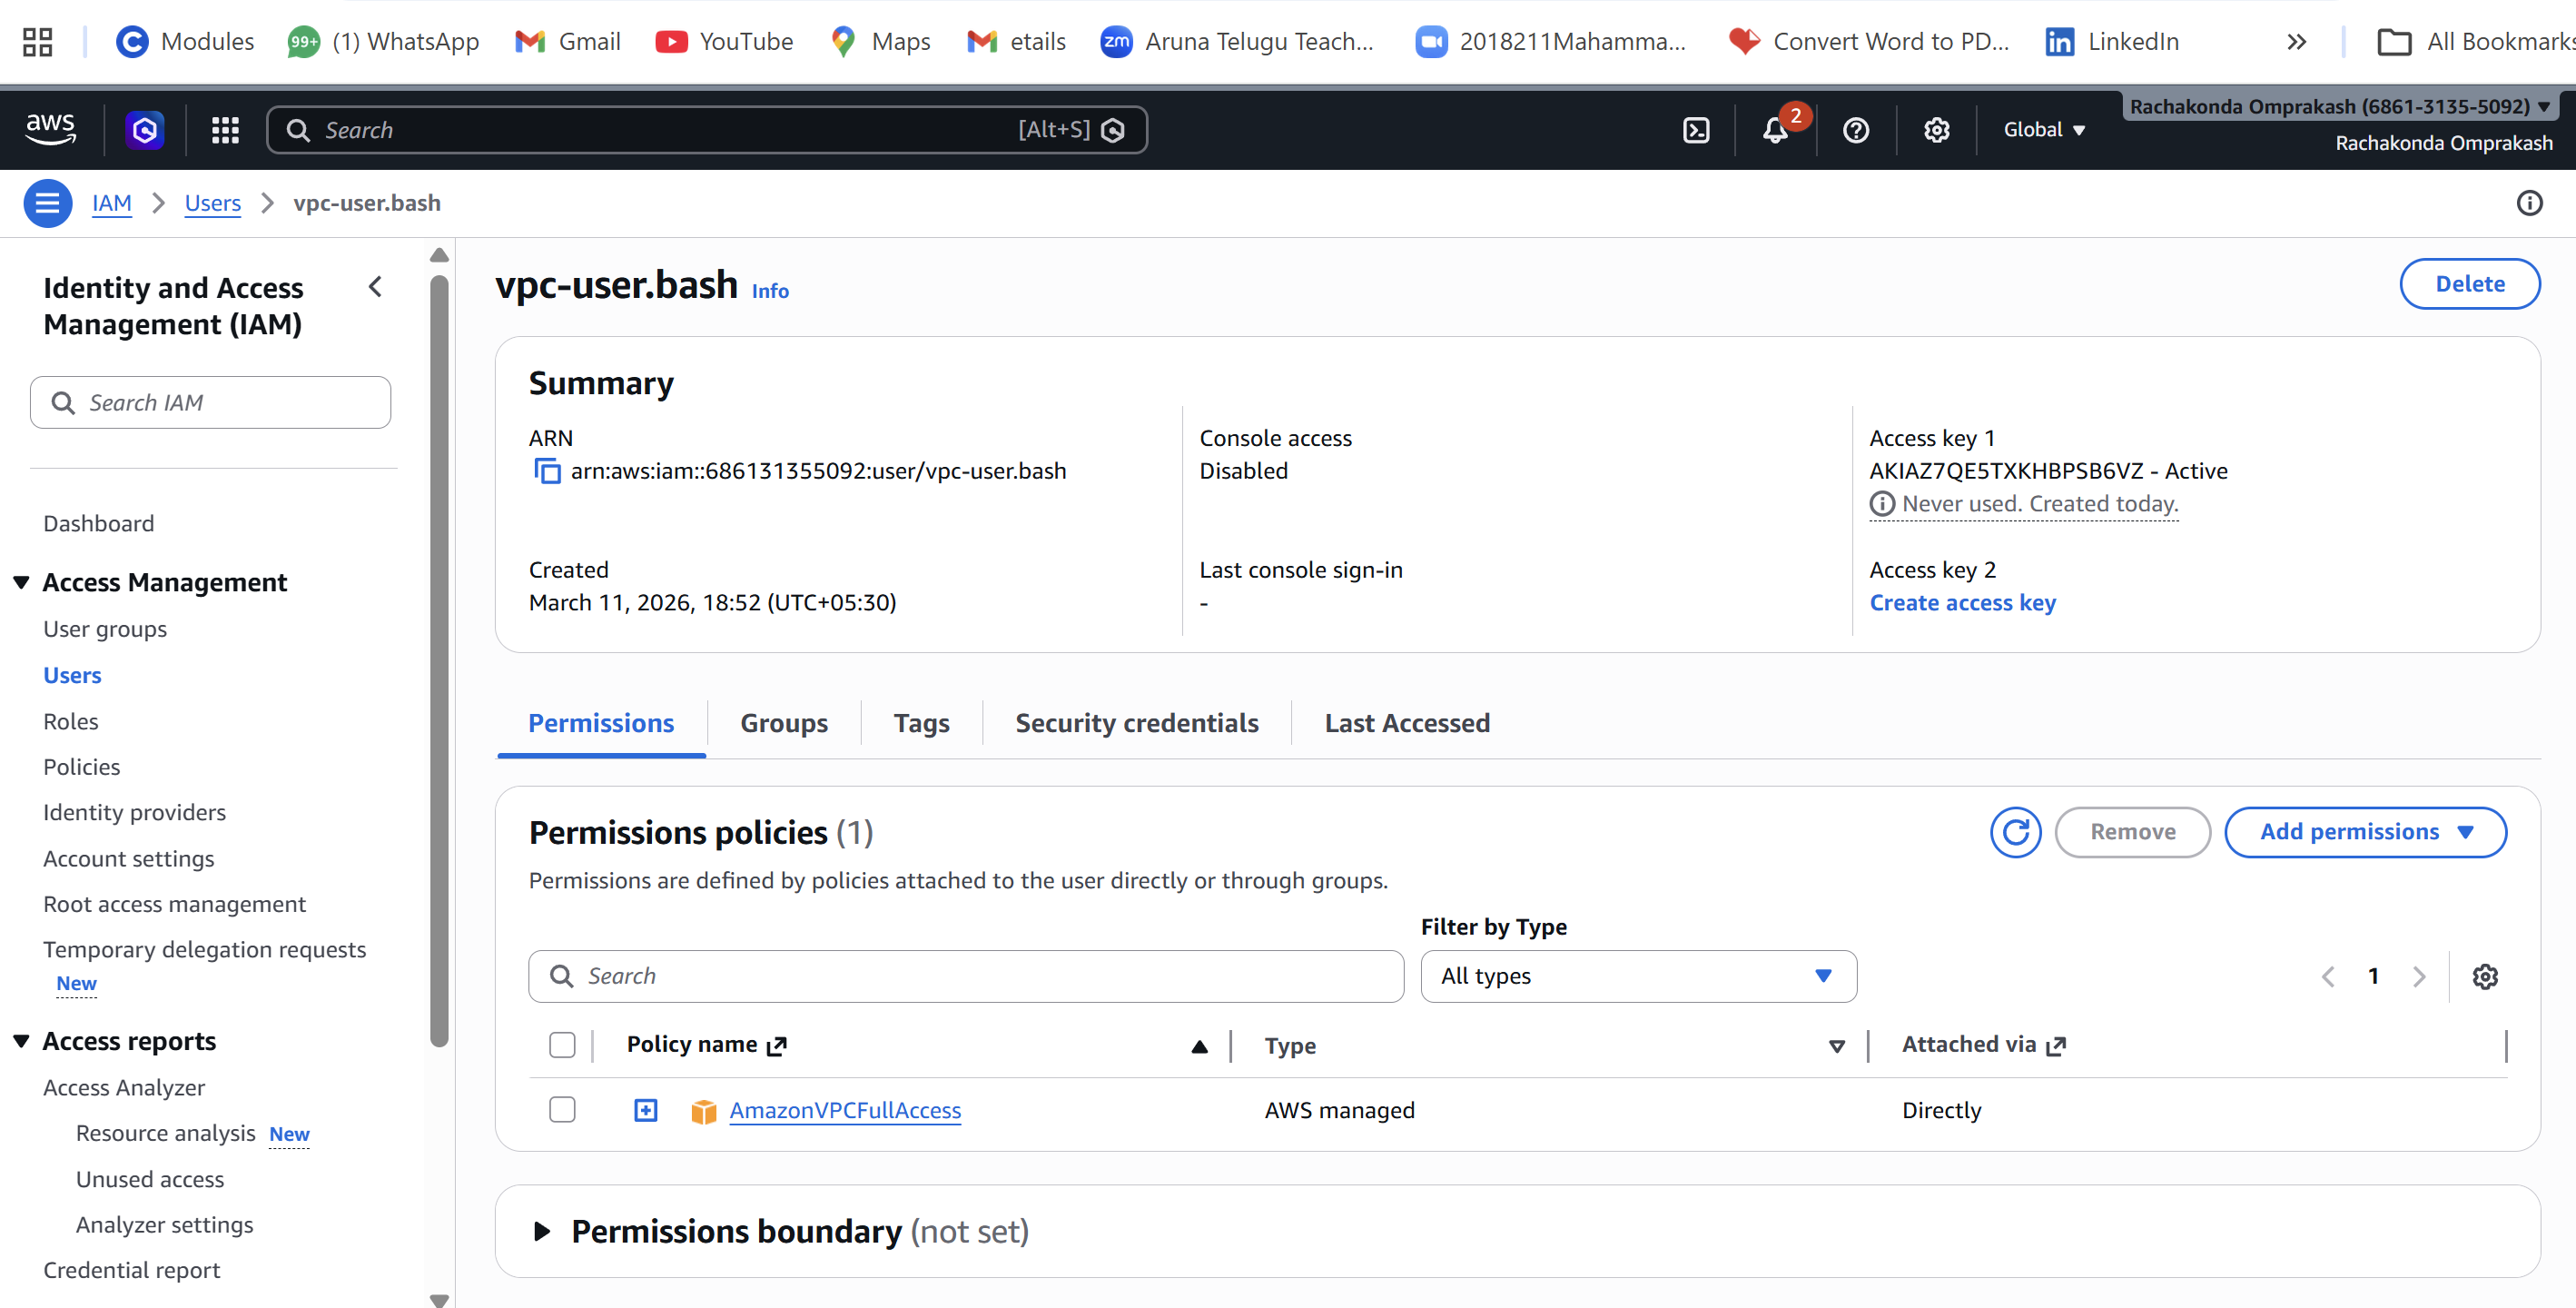 Modules
99+
(1) WhatsApp
Gmail
YouTube
Maps
etails
zm
Aruna Telugu Teach...
2018211Mahamma...
Convert Word to PD...
in
LinkedIn
All Bookmarks
aws
Search
[Alt+S]
2
Global
Rachakonda Omprakash (6861-3135-5092)
Rachakonda Omprakash
IAM
Users
vpc-user.bash
Identity and Access
Management (IAM)
Search IAM
Dashboard
Access Management
User groups
Users
Roles
Policies
Identity providers
Account settings
Root access management
Temporary delegation requests
New
Access reports
Access Analyzer
Resource analysis New
Unused access
Analyzer settings
Credential report
vpc-user.bash Info
Delete
Summary
ARN
arn:aws:iam::686131355092:user/vpc-user.bash
Console access
Disabled
Access key 1
AKIAZ7QE5TXKHBPSB6VZ - Active
Never used. Created today.
Created
March 11, 2026, 18:52 (UTC+05:30)
Last console sign-in
-
Access key 2
Create access key
Permissions
Groups
Tags
Security credentials
Last Accessed
Permissions policies (1)
Remove
Add permissions
Permissions are defined by policies attached to the user directly or through groups.
Filter by Type
Search
All types
1
Policy name
Type
Attached via
AmazonVPCFullAccess
AWS managed
Directly
Permissions boundary (not set)